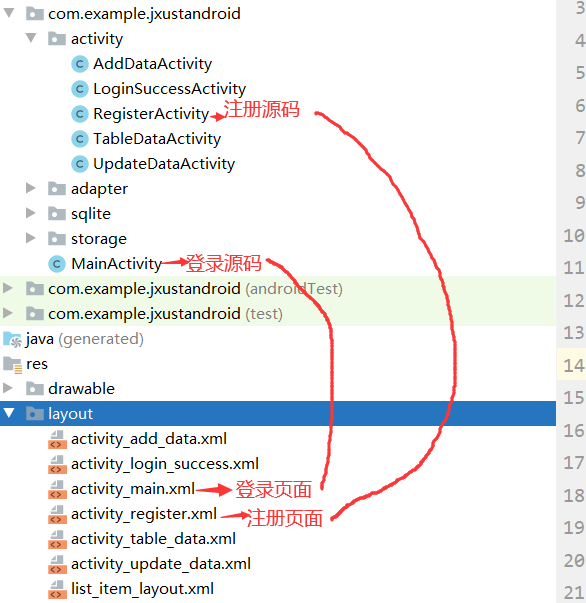 com.example.jxustandroid
activity
AddDataActivity
LoginSuccessActivity
RegisterActivity 注册源码
TableDataActivity
UpdateDataActivity
adapter
sqlite
storage
MainActivity 登录源码
com.example.jxustandroid (androidTest)
com.example.jxustandroid (test)
java (generated)
res
drawable
layout
activity_add_data.xml
activity_login_success.xml
activity_main.xml 登录页面
activity_register.xml 注册页面
activity_table_data.xml
activity_update_data.xml
list_item_layout.xml
3
4
5
6
7
8
9
10
11
12
13
14
15
16
17
18
19
20
21